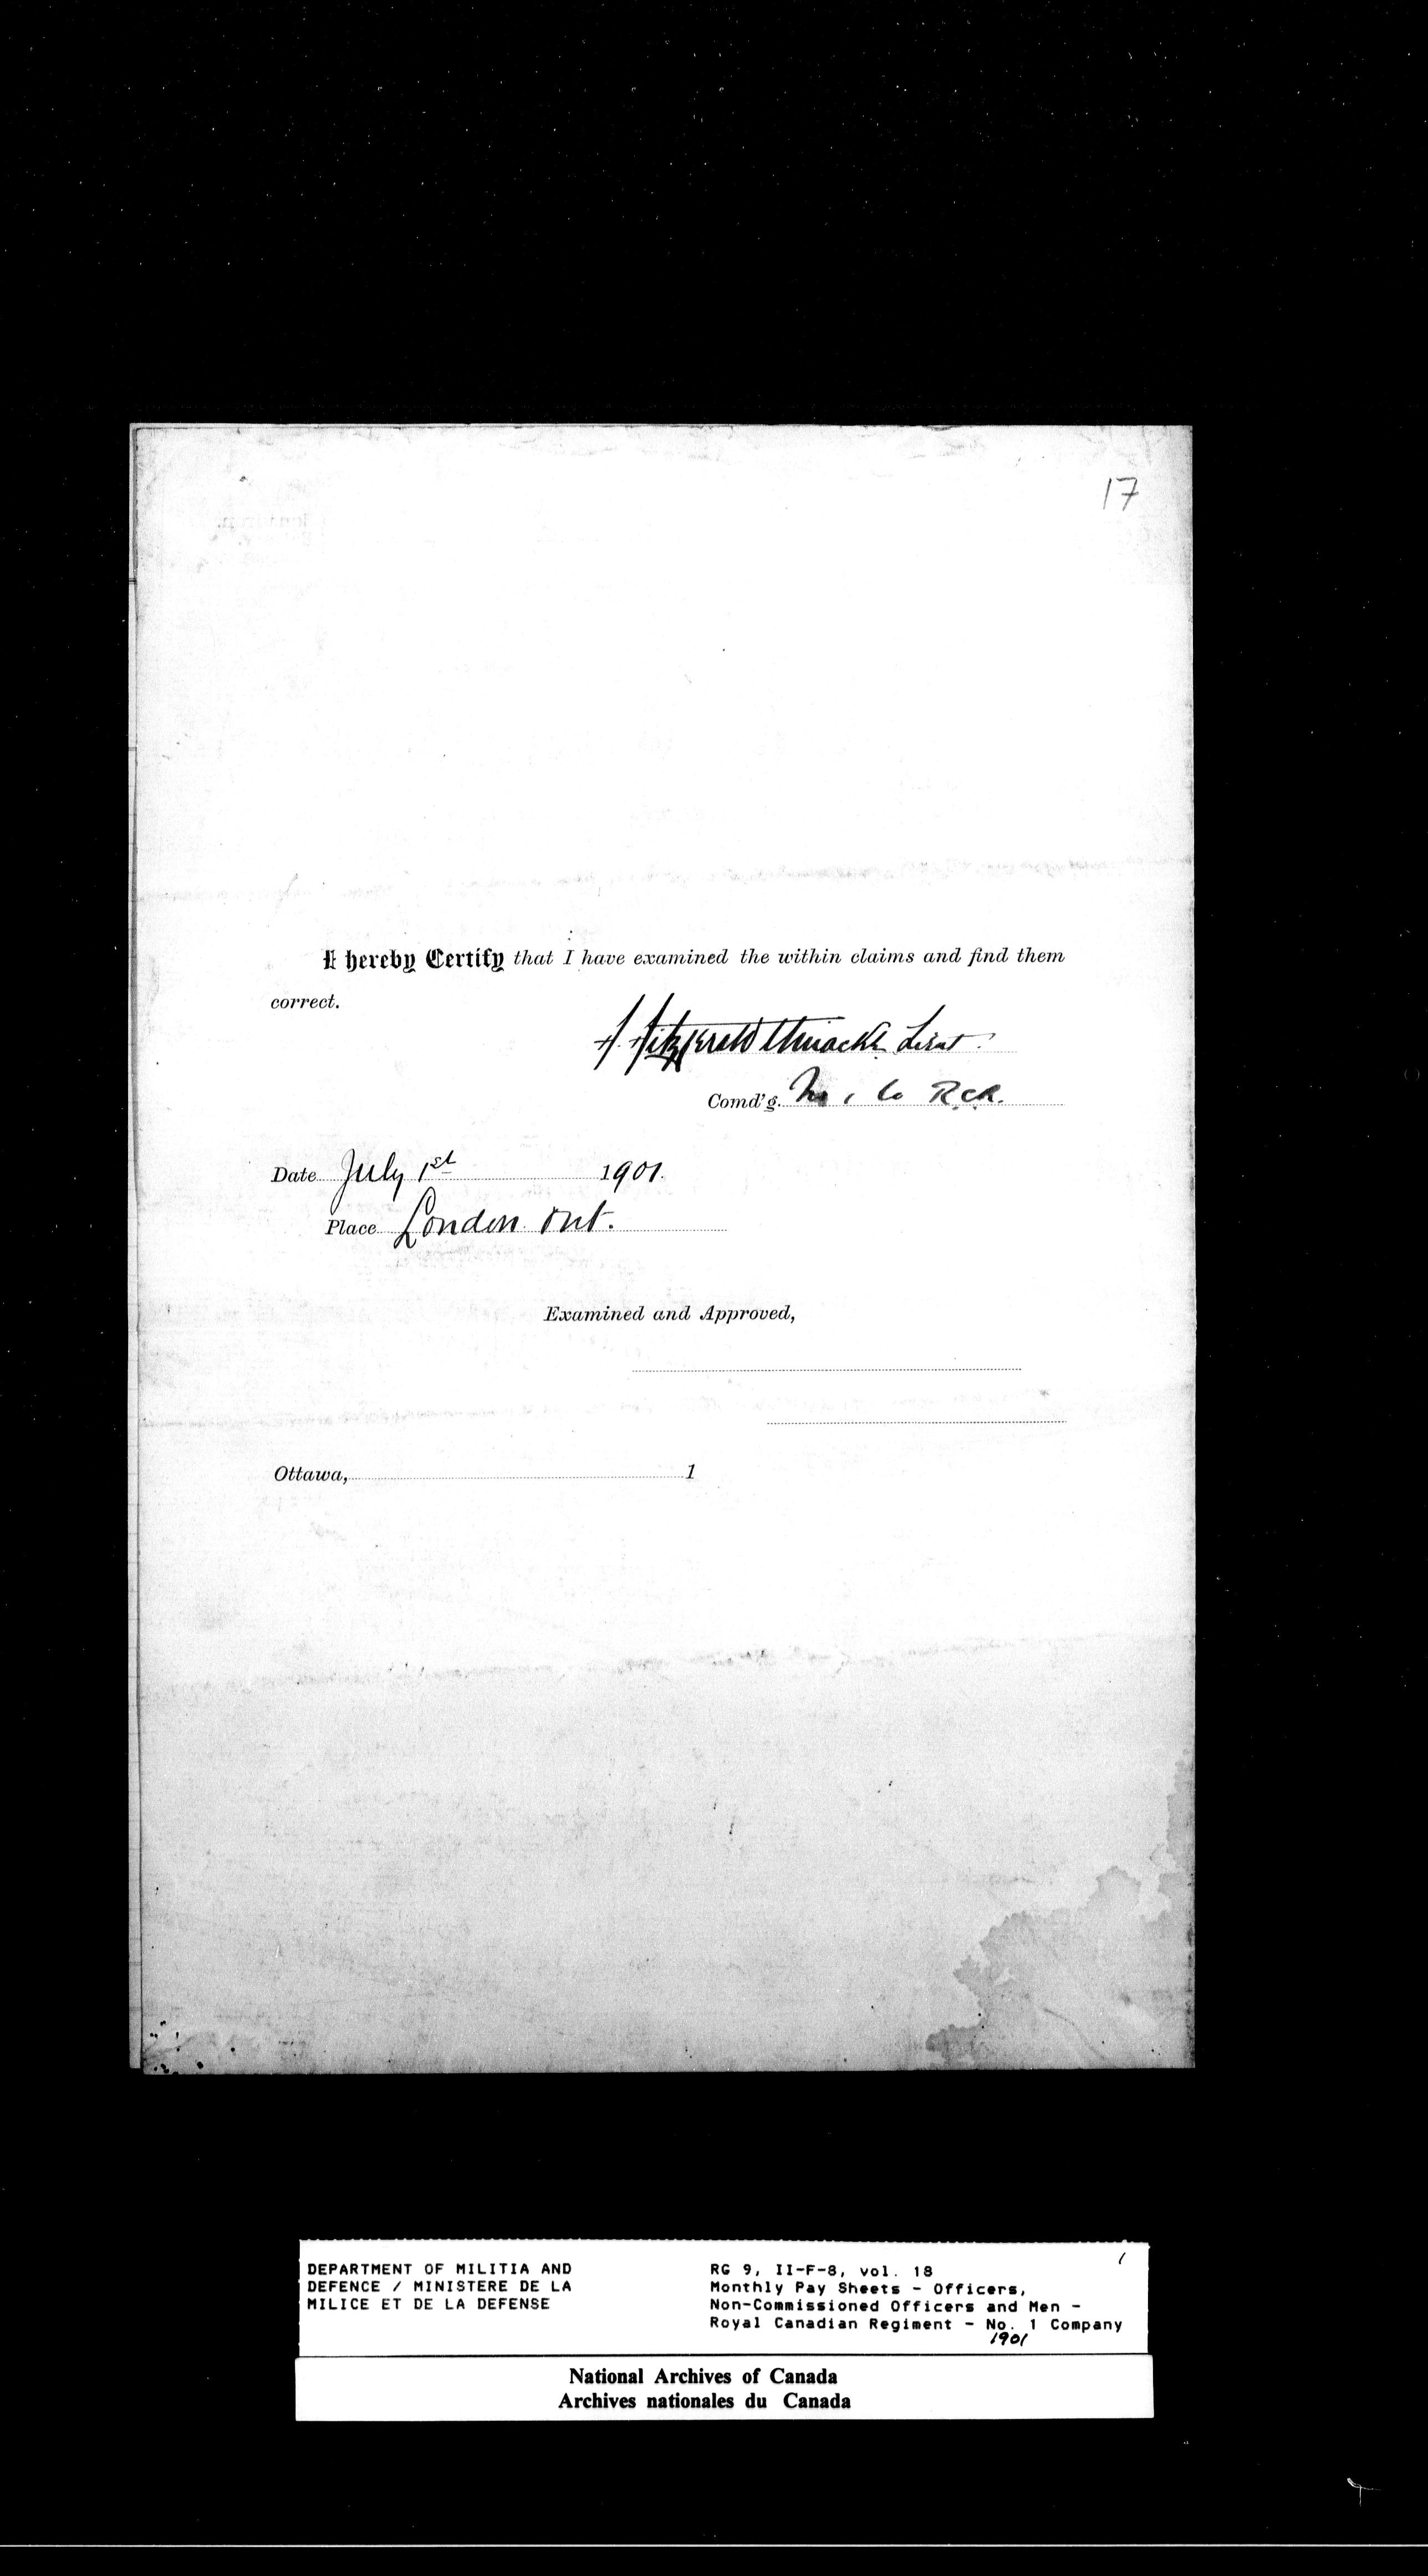 17
I hereby Certify that I have examined the within claims and find them
correct.
Lieut.
Comd'g. No 1 Co R.C.R.
Date July 1st 1901.
Place London Ont.
Examined and Approved,
Ottawa, 1
DEPARTMENT OF MILITIA AND
DEFENCE / MINISTERE DE LA
MILICE ET DE LA DEFENSE
RG 9, II-F-8, vol. 18
Monthly Pay Sheets - Officers,
Non-Commissioned Officers and Men -
Royal Canadian Regiment - No. 1 Company
1901
National Archives of Canada
Archives nationales du Canada